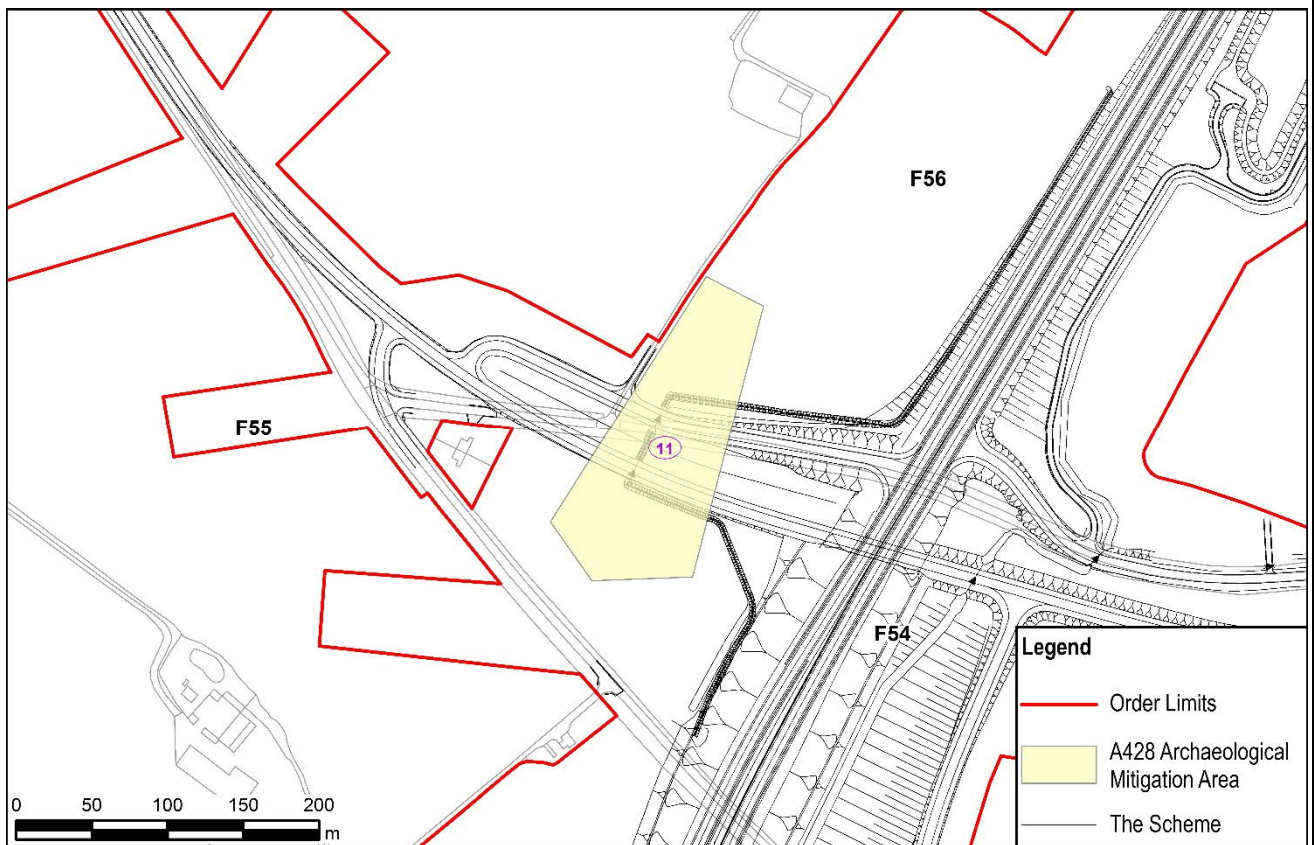 F56
F55
11
F54
Legend
Order Limits
A428 Archaeological
Mitigation Area
The Scheme
0 50 100 150 200
m